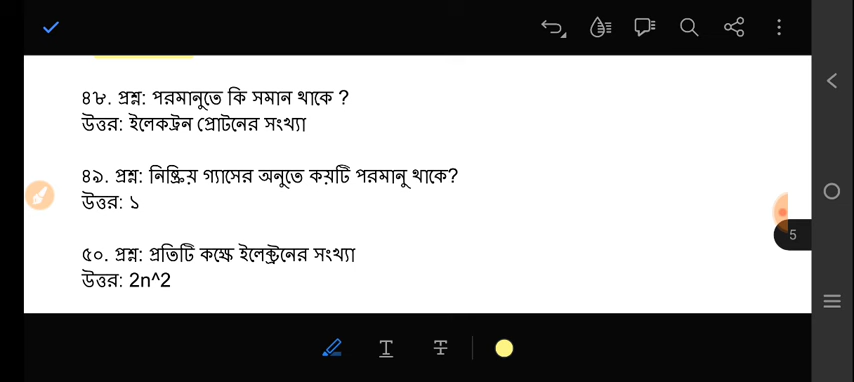 ৪৮. প্রশ্ন: পরমানুতে কি সমান থাকে ?
উত্তর: ইলেকট্রন প্রোটনের সংখ্যা
৪৯. প্রশ্ন: নিষ্ক্রিয় গ্যাসের অনুতে কয়টি পরমানু থাকে?
উত্তর: ১
5
৫০. প্রশ্ন: প্রতিটি কক্ষে ইলেক্ট্রনের সংখ্যা
উত্তর: 2n^2
T T